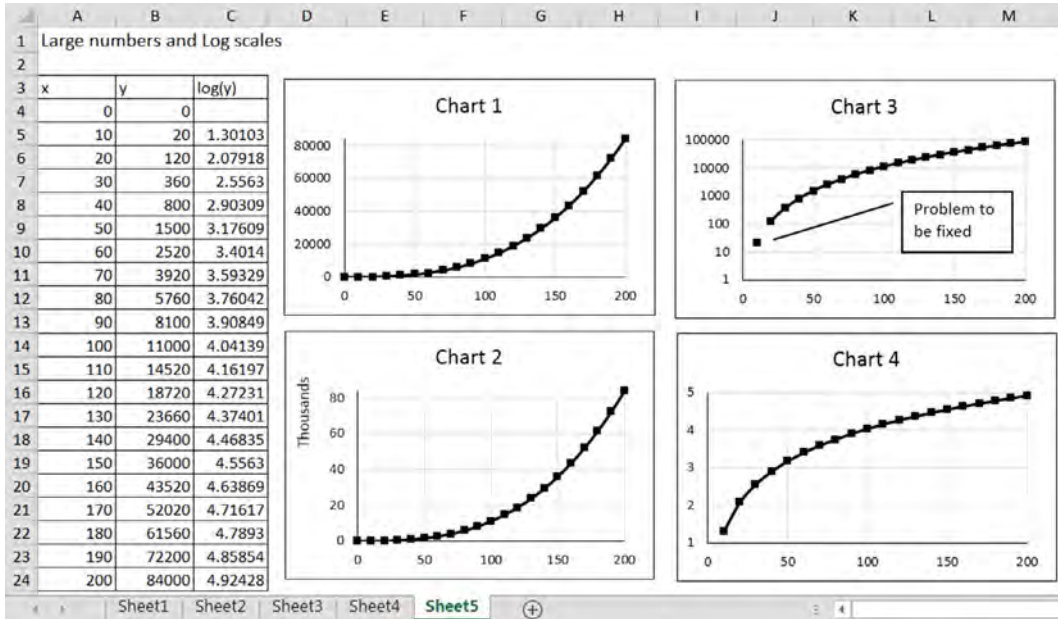 A B C D E F G H I J K L M
1 Large numbers and Log scales
2
3 x y log(y)
4 0 0
5 10 20 1.30103
6 20 120 2.07918
7 30 360 2.5563
8 40 800 2.90309
9 50 1500 3.17609
10 60 2520 3.4014
11 70 3920 3.59329
12 80 5760 3.76042
13 90 8100 3.90849
14 100 11000 4.04139
15 110 14520 4.16197
16 120 18720 4.27231
17 130 23660 4.37401
18 140 29400 4.46835
19 150 36000 4.5563
20 160 43520 4.63869
21 170 52020 4.71617
22 180 61560 4.7893
23 190 72200 4.85854
24 200 84000 4.92428
Chart 1
80000
60000
40000
20000
0
0 50 100 150 200
Chart 3
100000
10000
1000
100
10
1
0 50 100 150 200
Problem to
be fixed
Chart 2
Thousands
80
60
40
20
0
0 50 100 150 200
Chart 4
5
4
3
2
1
0 50 100 150 200
Sheet1 Sheet2 Sheet3 Sheet4 Sheet5